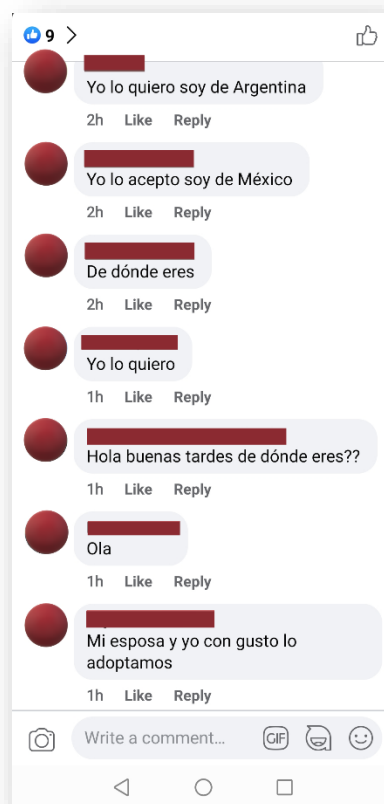 9
Yo lo quiero soy de Argentina
2h Like Reply
Yo lo acepto soy de México
2h Like Reply
De dónde eres
2h Like Reply
Yo lo quiero
1h Like Reply
Hola buenas tardes de dónde eres??
1h Like Reply
Ola
1h Like Reply
Mi esposa y yo con gusto lo
adoptamos
1h Like Reply
Write a comment...
GIF